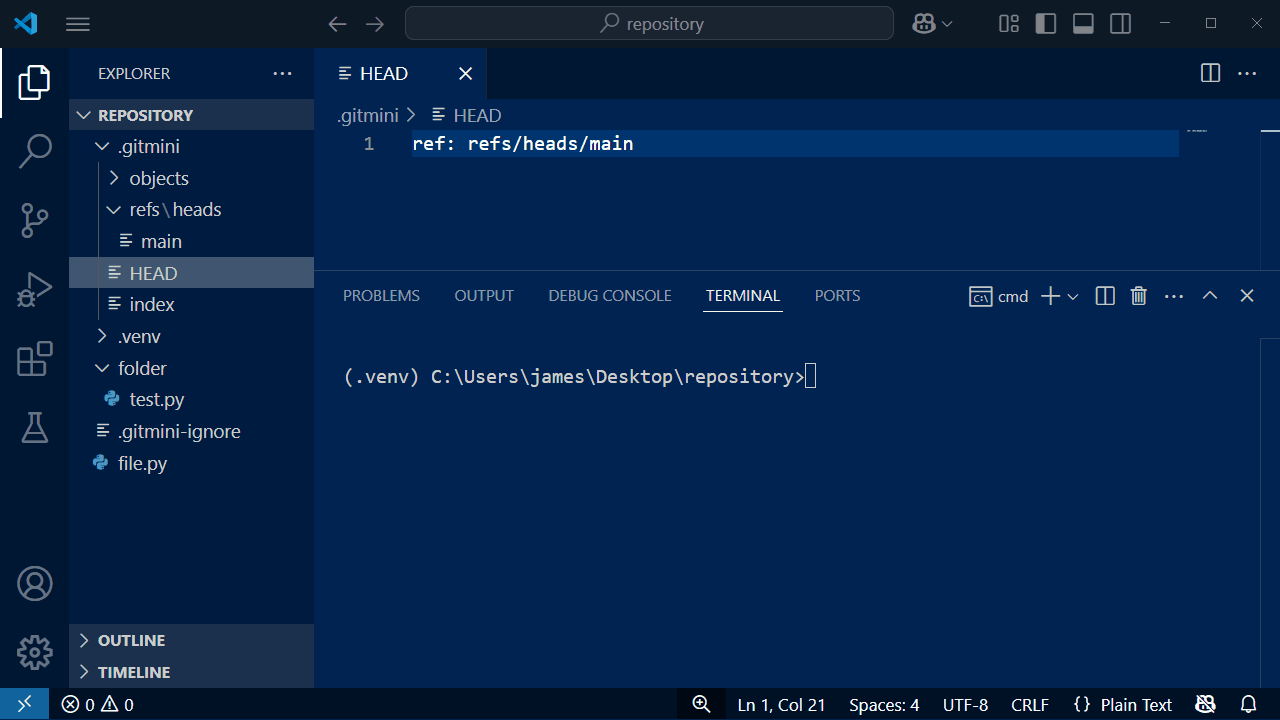 repository
EXPLORER
REPOSITORY
.gitmini
objects
refs\heads
main
HEAD
index
.venv
folder
test.py
.gitmini-ignore
file.py
OUTLINE
TIMELINE
HEAD
.gitmini > HEAD
1 ref: refs/heads/main
PROBLEMS OUTPUT DEBUG CONSOLE TERMINAL PORTS
cmd
(.venv) C:\Users\james\Desktop\repository>
0 0 Ln 1, Col 21 Spaces: 4 UTF-8 CRLF {} Plain Text